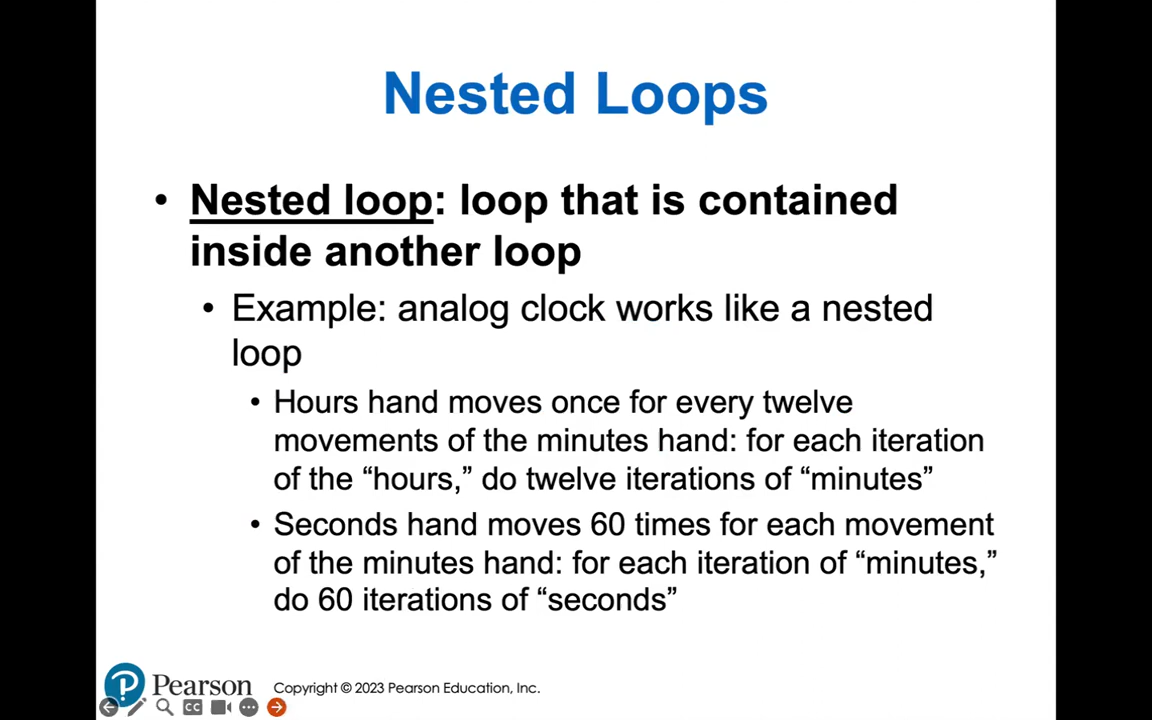 Nested Loops
• Nested loop: loop that is contained
inside another loop
• Example: analog clock works like a nested
loop
• Hours hand moves once for every twelve
movements of the minutes hand: for each iteration
of the “hours,” do twelve iterations of “minutes”
• Seconds hand moves 60 times for each movement
of the minutes hand: for each iteration of “minutes,”
do 60 iterations of “seconds”
P Pearson Copyright © 2023 Pearson Education, Inc.
CC